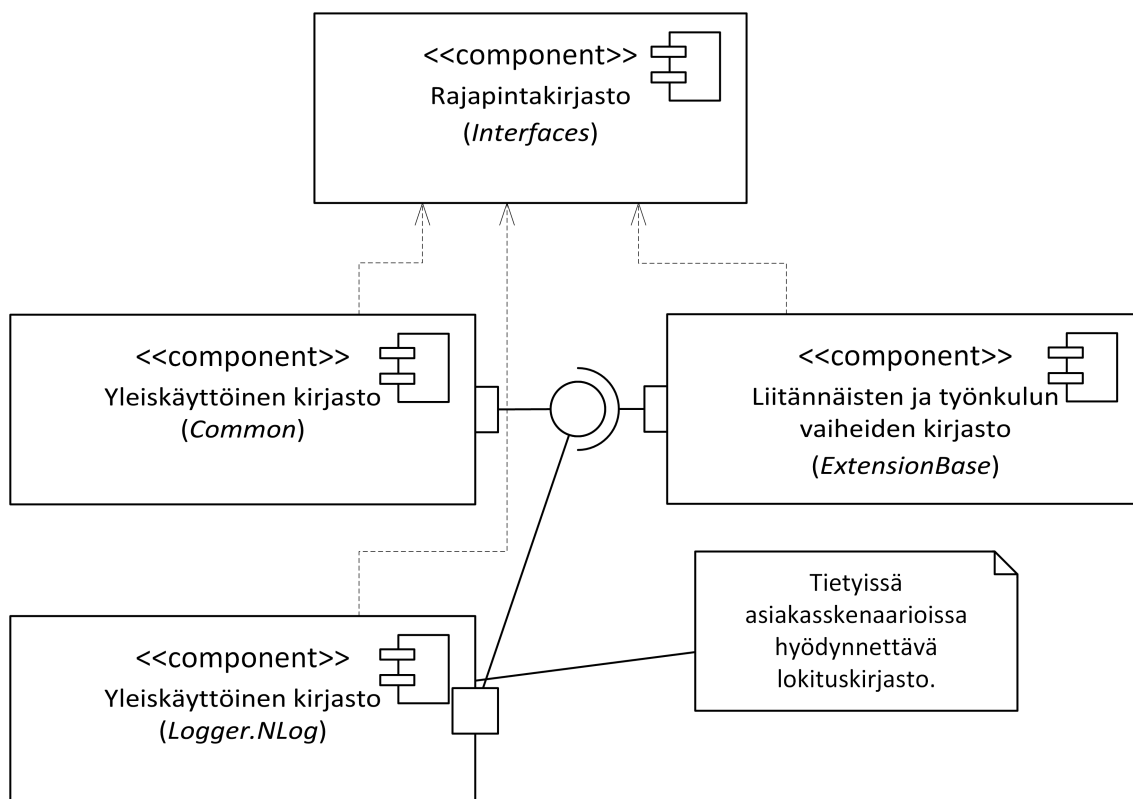 <<component>>
Rajapintakirjasto
(Interfaces)
<<component>>
Yleiskäyttöinen kirjasto
(Common)
<<component>>
Liitännäisten ja työnkulun
vaiheiden kirjasto
(ExtensionBase)
<<component>>
Yleiskäyttöinen kirjasto
(Logger.NLog)
Tietyissä
asiakasskenaarioissa
hyödynnettävä
lokituskirjasto.